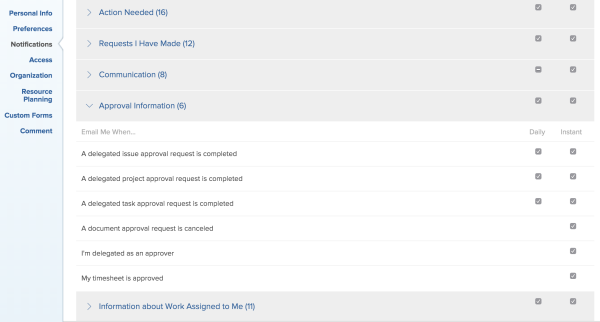 Personal Info
Preferences
Notifications
Access
Organization
Resource
Planning
Custom Forms
Comment
Action Needed (16)
Requests I Have Made (12)
Communication (8)
Approval Information (6)
Email Me When... Daily Instant
A delegated issue approval request is completed
A delegated project approval request is completed
A delegated task approval request is completed
A document approval request is canceled
I'm delegated as an approver
My timesheet is approved
Information about Work Assigned to Me (11)